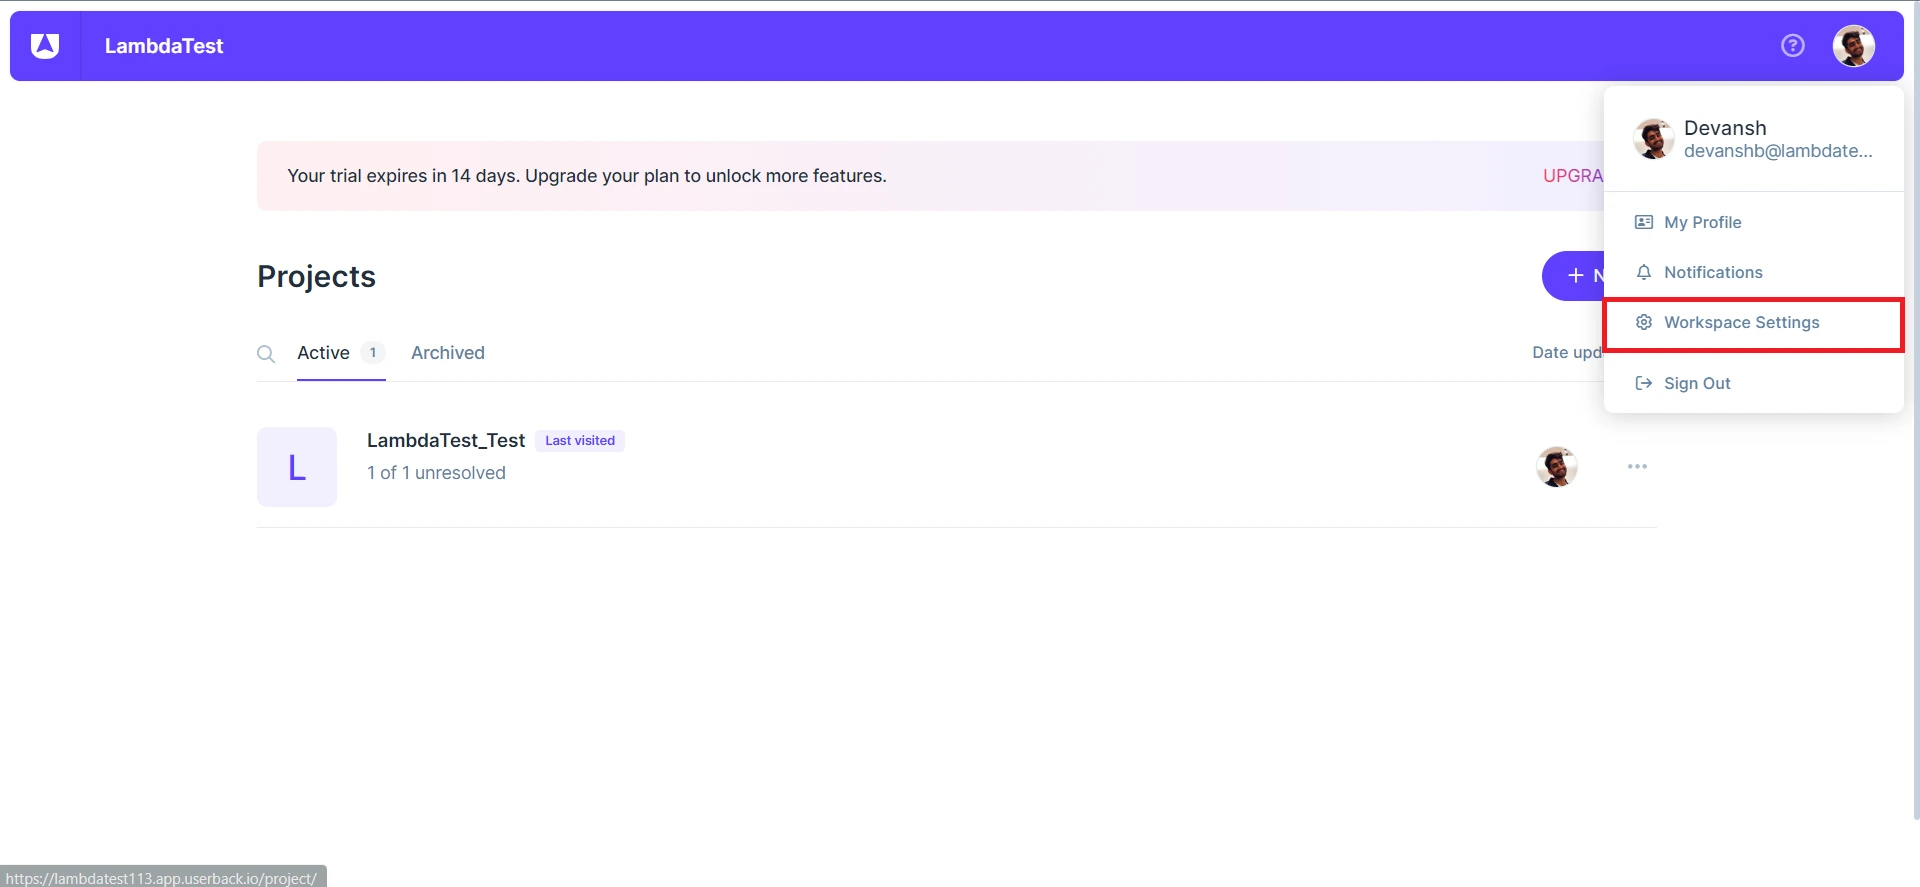 LambdaTest
?
Devansh
devanshb@lambdate...
Your trial expires in 14 days. Upgrade your plan to unlock more features.
UPGRA
My Profile
Notifications
Projects
+ N
Workspace Settings
Active 1 Archived
Date upd
Sign Out
L
LambdaTest_Test Last visited
1 of 1 unresolved
https://lambdatest113.app.userback.io/project/